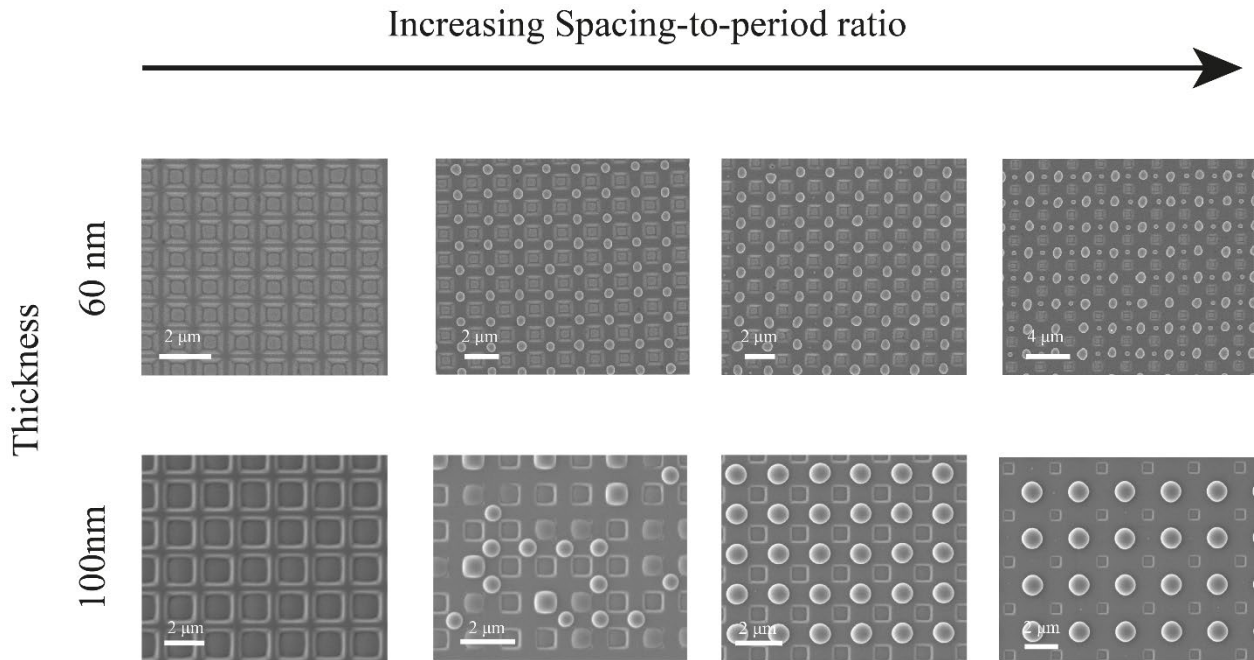 Increasing Spacing-to-period ratio
Thickness
60 nm
2 μm
2 μm
2 μm
4 μm
100nm
2 μm
2 μm
2 μm
2 μm